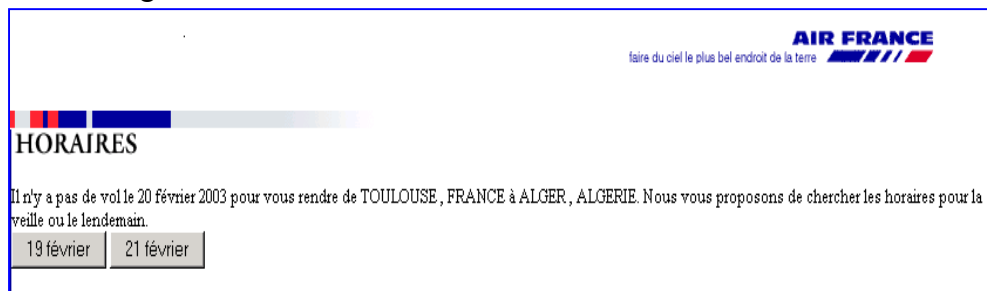 AIR FRANCE
faire du ciel le plus bel endroit de la terre
HORAIRES
Il n'y a pas de vol le 20 février 2003 pour vous rendre de TOULOUSE , FRANCE à ALGER , ALGERIE. Nous vous proposons de chercher les horaires pour la
veille ou le lendemain.
19 février 21 février